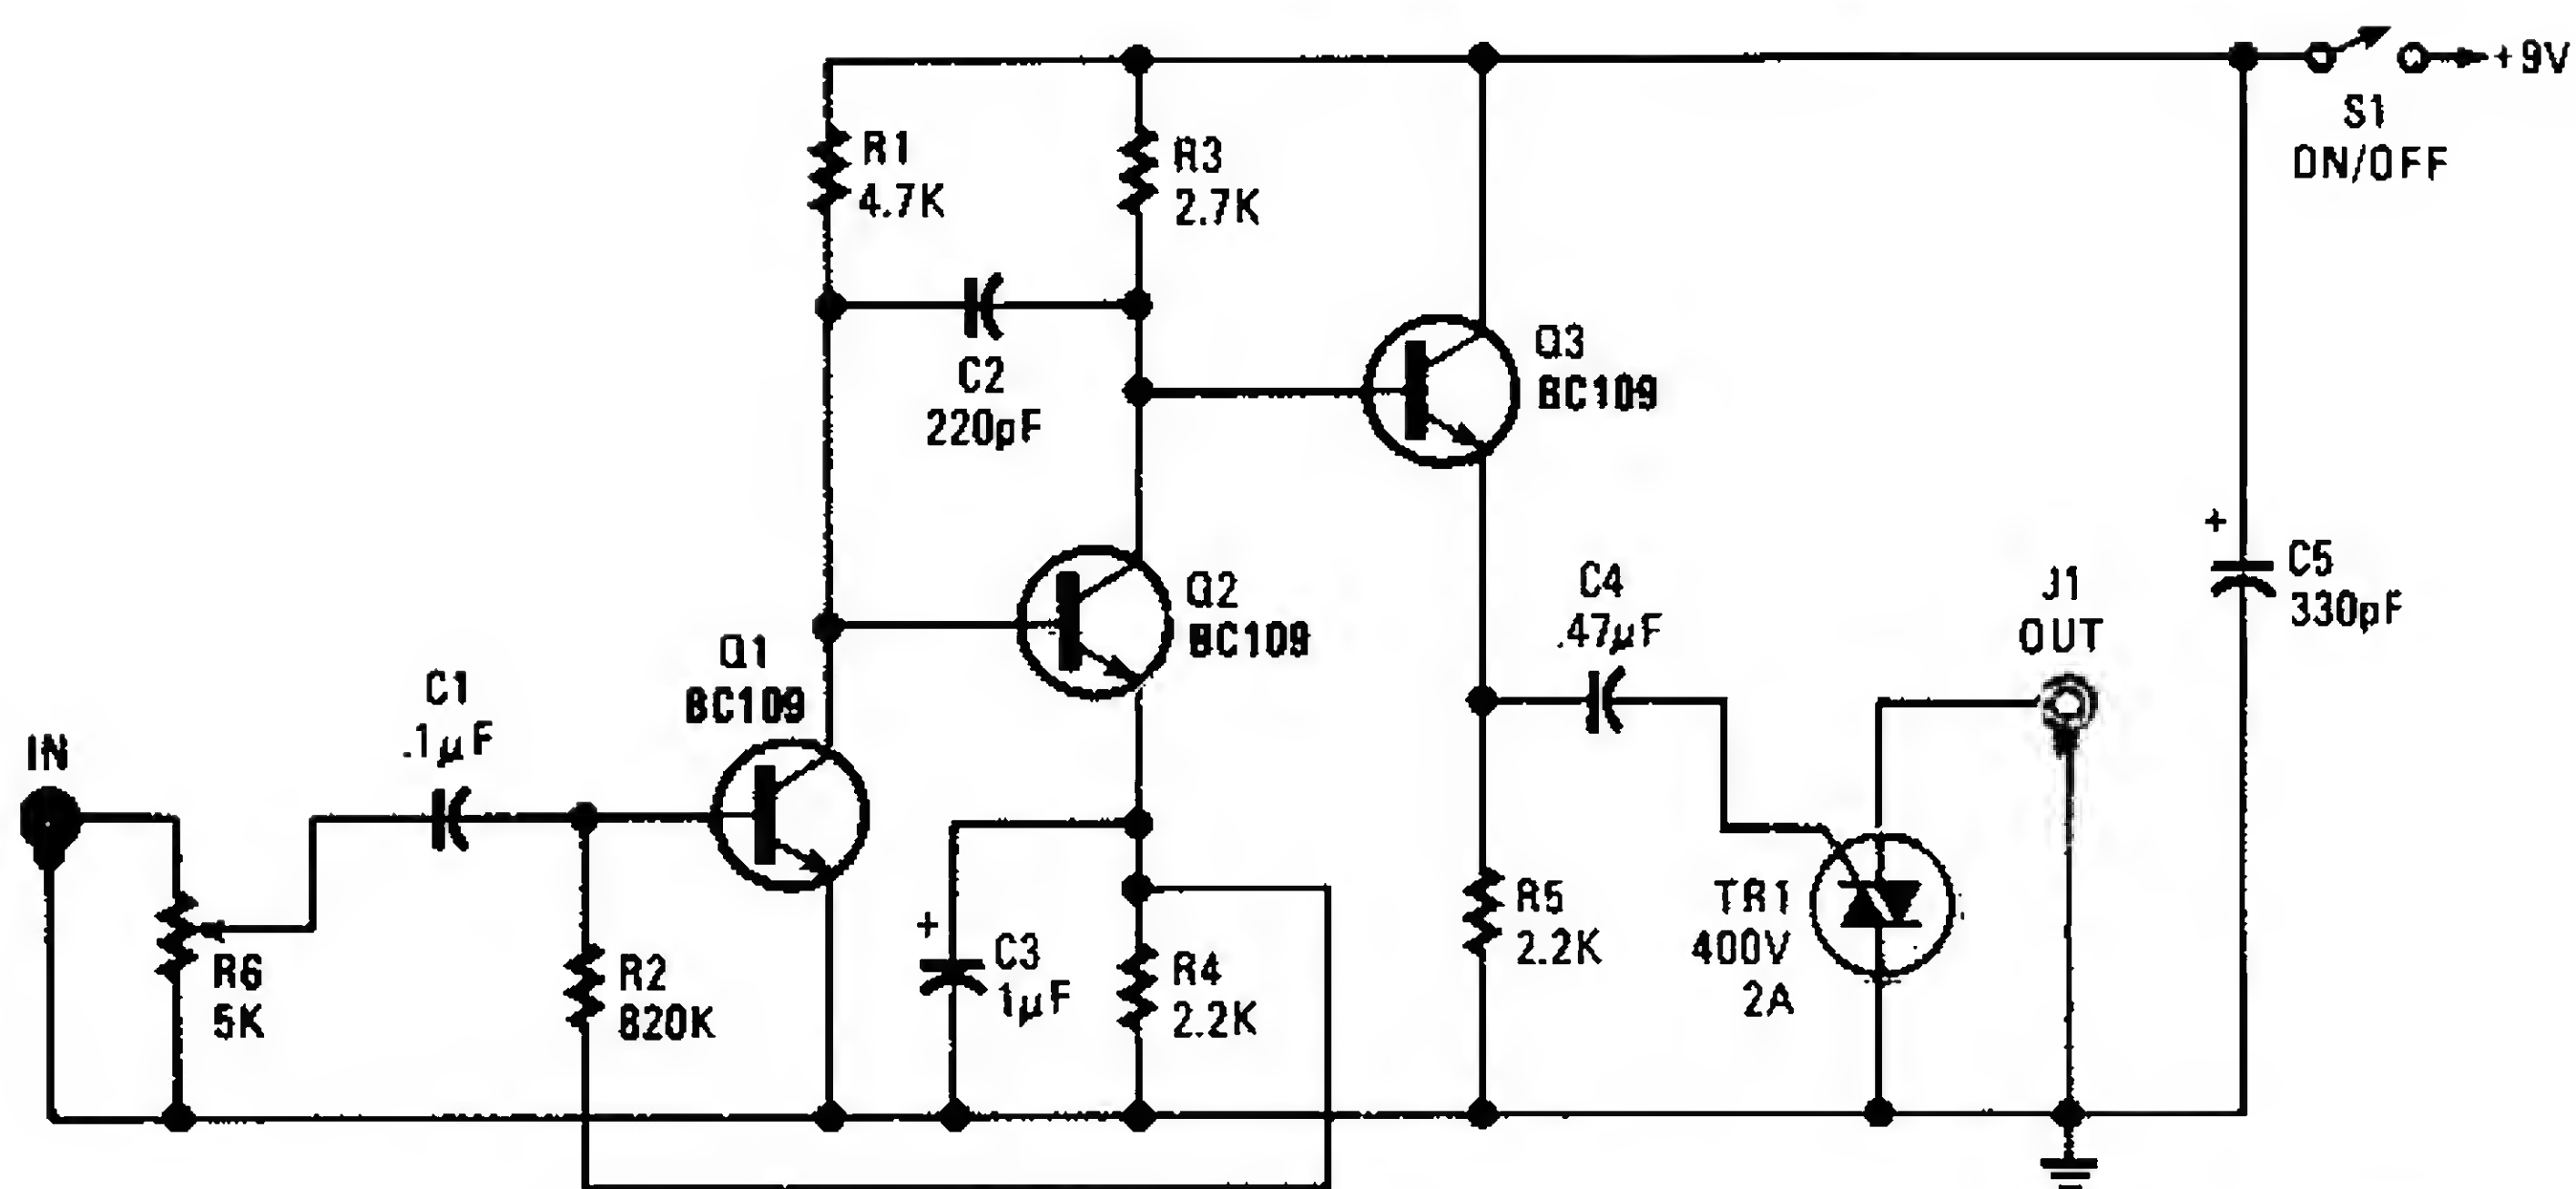 +9V
S1
ON/OFF
R1
4.7K
R3
2.7K
C2
220pF
Q3
BC109
Q2
BC109
C4
.47µF
J1
OUT
C5
+
330pF
Q1
BC109
C1
.1µF
IN
R6
5K
R2
820K
+
C3
1µF
R4
2.2K
R5
2.2K
TR1
400V
2A